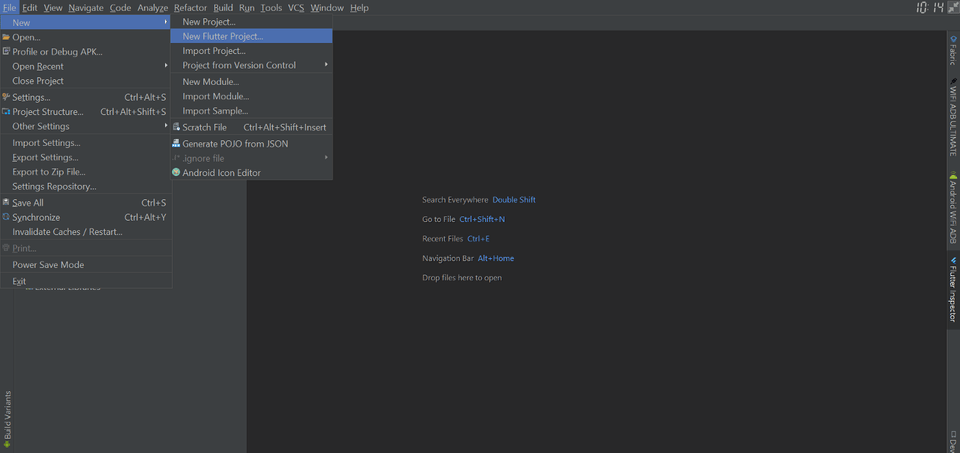 File Edit View Navigate Code Analyze Refactor Build Run Tools VCS Window Help
10:14
New
Open...
Profile or Debug APK...
Open Recent
Close Project
Settings... Ctrl+Alt+S
Project Structure... Ctrl+Alt+Shift+S
Other Settings
Import Settings...
Export Settings...
Export to Zip File...
Settings Repository...
Save All Ctrl+S
Synchronize Ctrl+Alt+Y
Invalidate Caches / Restart...
Print...
Power Save Mode
Exit
External Libraries
New Project...
New Flutter Project...
Import Project...
Project from Version Control
New Module...
Import Module...
Import Sample...
Scratch File Ctrl+Alt+Shift+Insert
Generate POJO from JSON
.ignore file
Android Icon Editor
Search Everywhere Double Shift
Go to File Ctrl+Shift+N
Recent Files Ctrl+E
Navigation Bar Alt+Home
Drop files here to open
Fabric
WIFI ADB ULTIMATE
Android WiFi ADB
Flutter Inspector
Build Variants